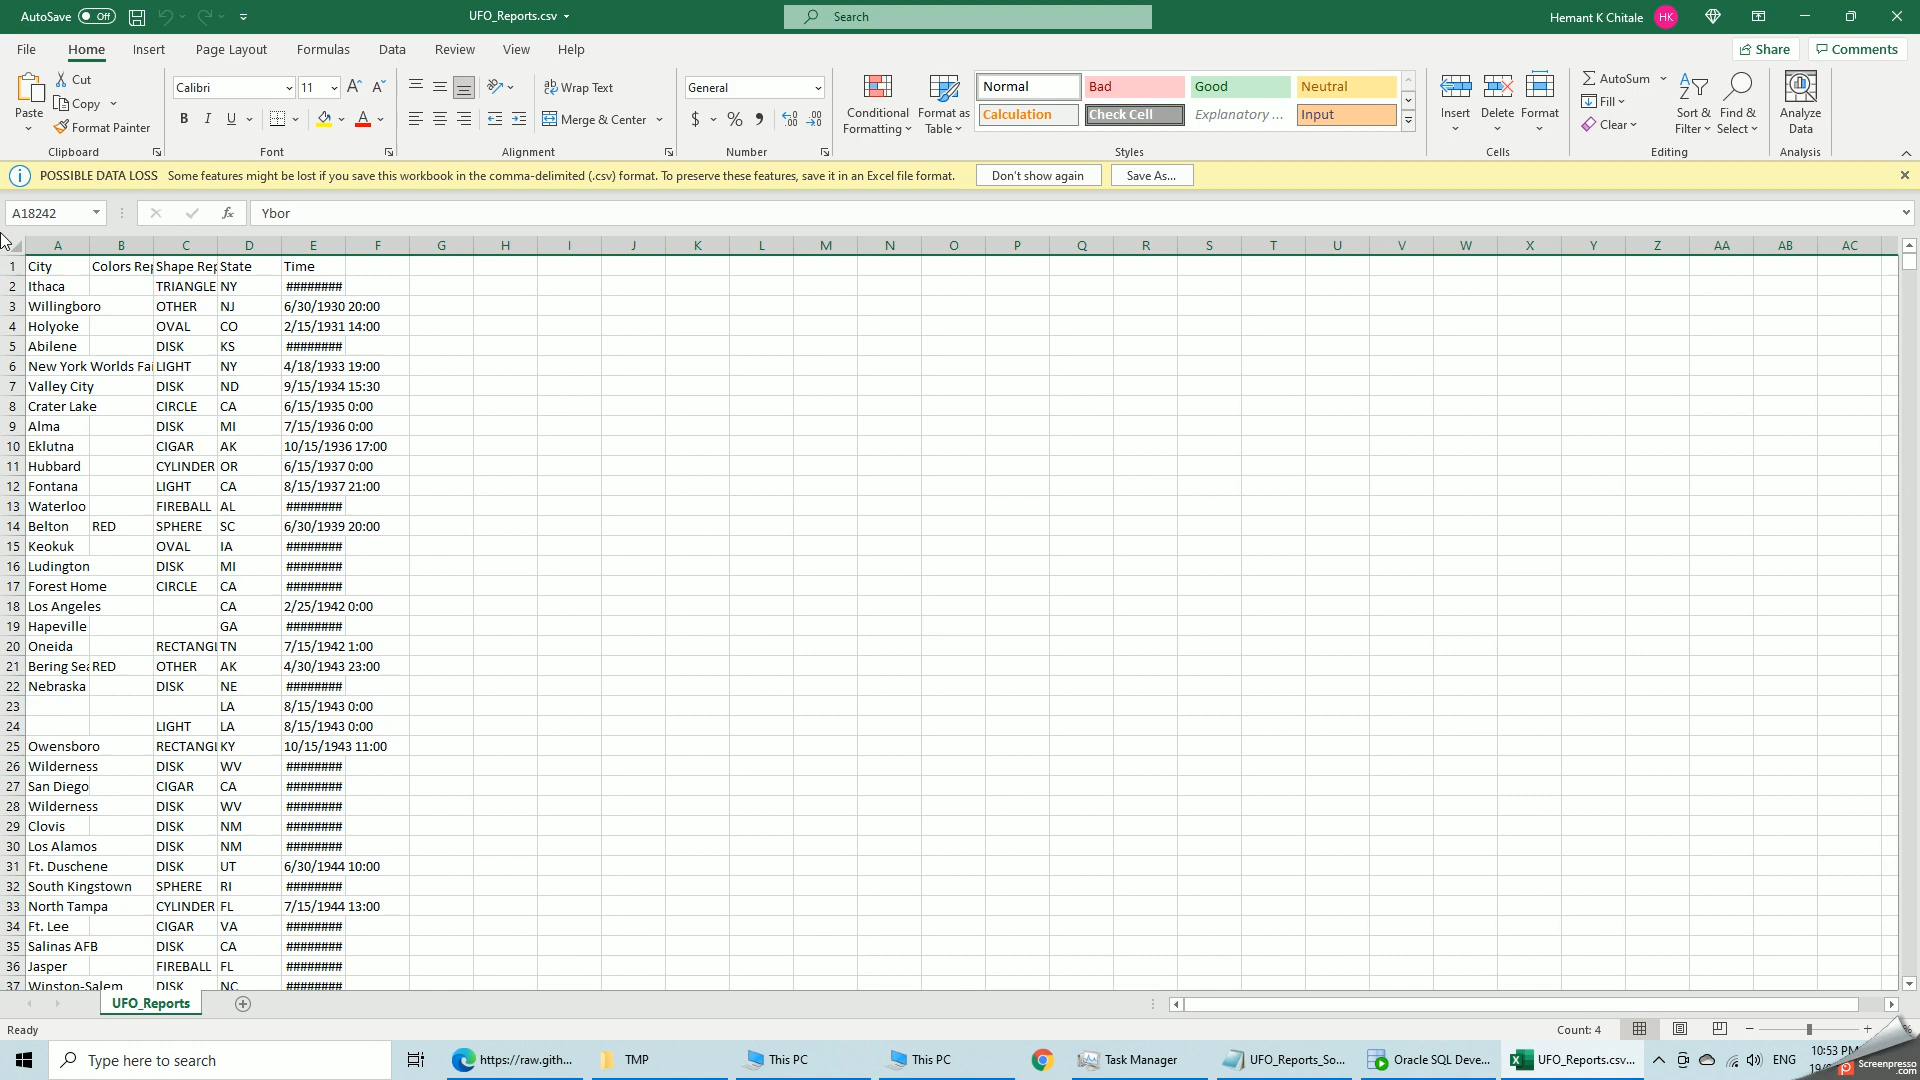 AutoSave Off UFO_Reports.csv Search Hemant K Chitale HK
File Home Insert Page Layout Formulas Data Review View Help Share Comments
Paste Cut Copy Format Painter Clipboard
Calibri 11 B I U Font
Wrap Text Merge & Center Alignment
General $ % Number
Conditional Formatting Format as Table
Normal Bad Good Neutral
Calculation Check Cell Explanatory ... Input
Styles
Insert Delete Format Cells
AutoSum Fill Clear Sort & Filter Find & Select Editing
Analyze Data Analysis
POSSIBLE DATA LOSS Some features might be lost if you save this workbook in the comma-delimited (.csv) format. To preserve these features, save it in an Excel file format. Don't show again Save As...
A18242 fx Ybor
A B C D E F G H I J K L M N O P Q R S T U V W X Y Z AA AB AC
1 City Colors Rep Shape Rep State Time
2 Ithaca TRIANGLE NY ########
3 Willingboro OTHER NJ 6/30/1930 20:00
4 Holyoke OVAL CO 2/15/1931 14:00
5 Abilene DISK KS ########
6 New York Worlds Fai LIGHT NY 4/18/1933 19:00
7 Valley City DISK ND 9/15/1934 15:30
8 Crater Lake CIRCLE CA 6/15/1935 0:00
9 Alma DISK MI 7/15/1936 0:00
10 Eklutna CIGAR AK 10/15/1936 17:00
11 Hubbard CYLINDER OR 6/15/1937 0:00
12 Fontana LIGHT CA 8/15/1937 21:00
13 Waterloo FIREBALL AL ########
14 Belton RED SPHERE SC 6/30/1939 20:00
15 Keokuk OVAL IA ########
16 Ludington DISK MI ########
17 Forest Home CIRCLE CA ########
18 Los Angeles CA 2/25/1942 0:00
19 Hapeville GA ########
20 Oneida RECTANGL TN 7/15/1942 1:00
21 Bering Sea RED OTHER AK 4/30/1943 23:00
22 Nebraska DISK NE ########
23 LA 8/15/1943 0:00
24 LIGHT LA 8/15/1943 0:00
25 Owensboro RECTANGL KY 10/15/1943 11:00
26 Wilderness DISK WV ########
27 San Diego CIGAR CA ########
28 Wilderness DISK WV ########
29 Clovis DISK NM ########
30 Los Alamos DISK NM ########
31 Ft. Duschene DISK UT 6/30/1944 10:00
32 South Kingstown SPHERE RI ########
33 North Tampa CYLINDER FL 7/15/1944 13:00
34 Ft. Lee CIGAR VA ########
35 Salinas AFB DISK CA ########
36 Jasper FIREBALL FL ########
37 Winston-Salem DISK NC ########
UFO_Reports
Ready Count: 4
Type here to search https://raw.gith... TMP This PC This PC Task Manager UFO_Reports_So... Oracle SQL Deve... UFO_Reports.csv... ENG 10:53 PM
Screenpresso.com